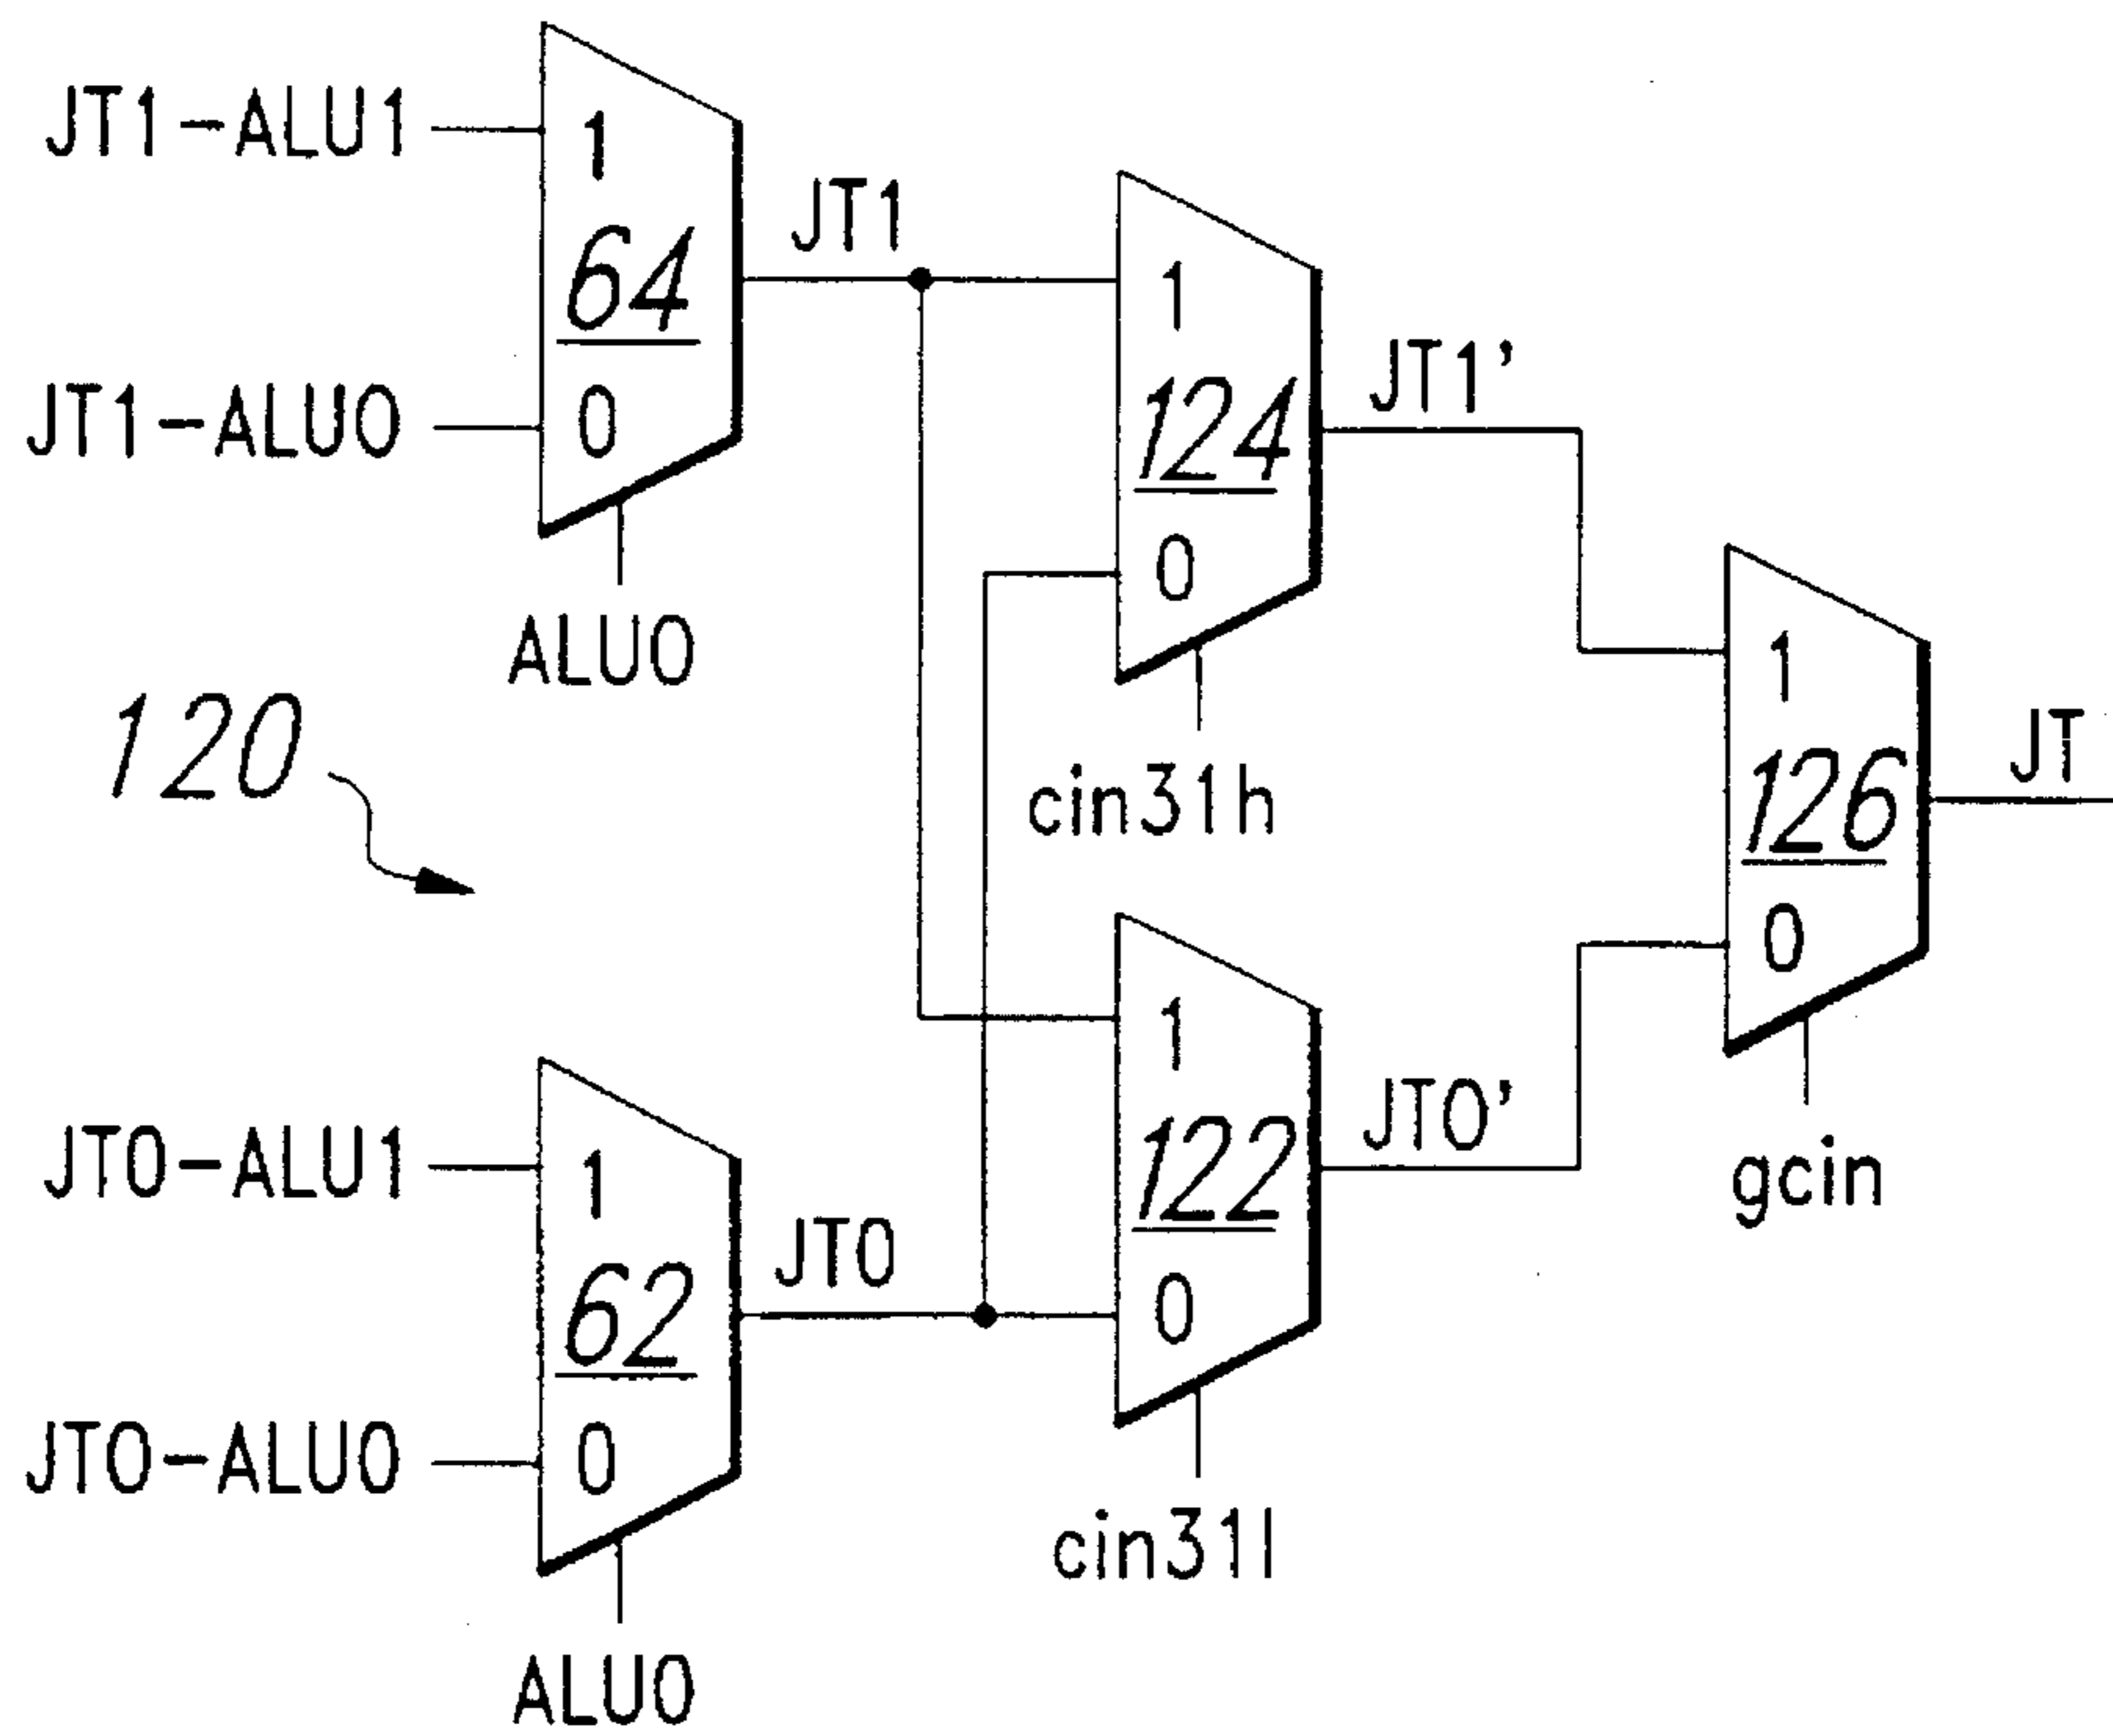 JT1-ALU1
1
64
JT1
JT1-ALU0
0
ALU0
1
124
JT1'
0
cin31h
120
1
126
JT
0
gcin
JT0-ALU1
1
62
JT0
JT0-ALU0
0
ALU0
1
122
JT0'
0
cin31l